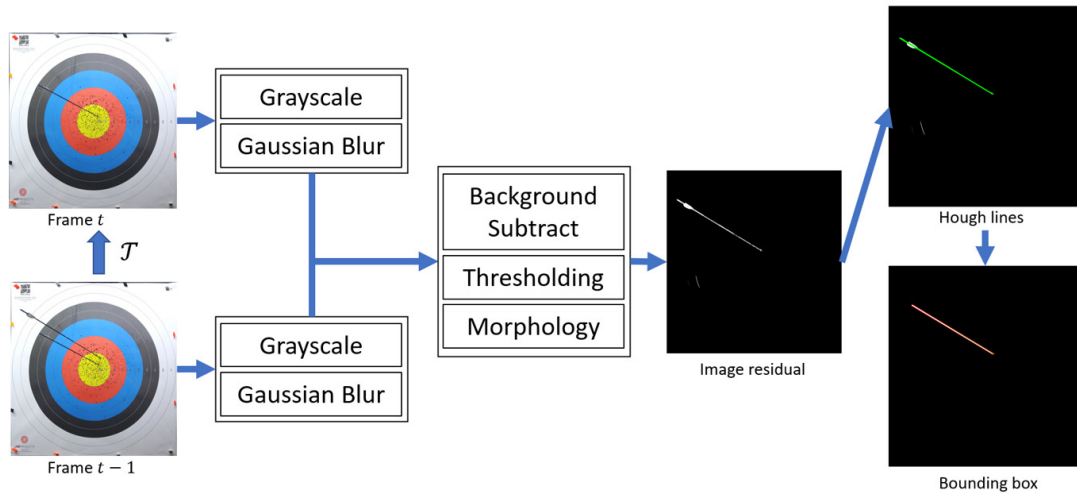 Grayscale
Gaussian Blur
Frame t
𝒯
Grayscale
Gaussian Blur
Frame t − 1
Background
Subtract
Thresholding
Morphology
Image residual
Hough lines
Bounding box